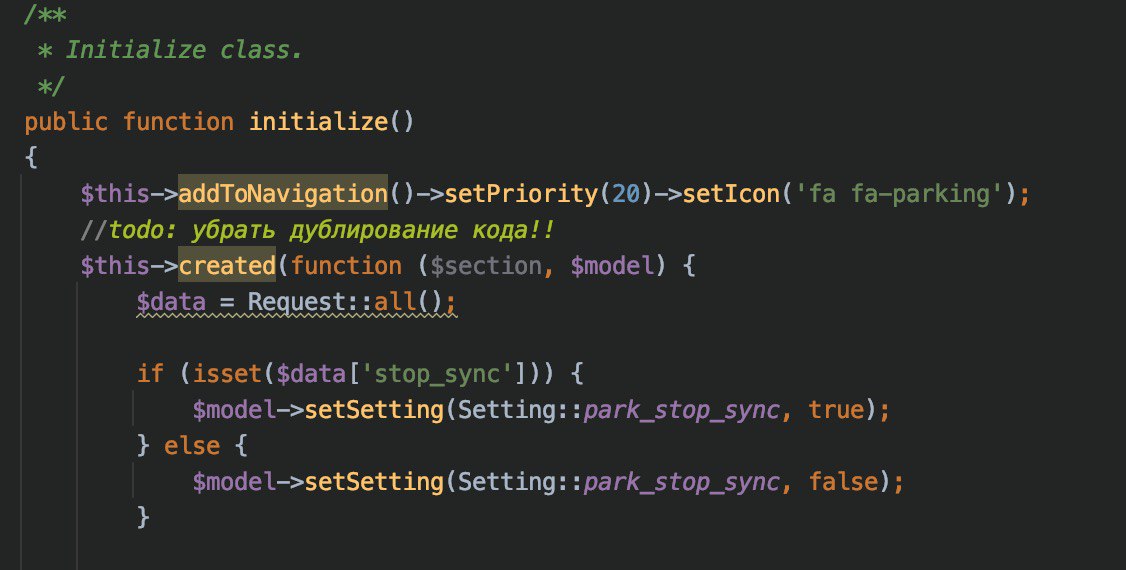 /**
 * Initialize class.
 */
public function initialize()
{
    $this->addToNavigation()->setPriority(20)->setIcon('fa fa-parking');
    //todo: убрать дублирование кода!!
    $this->created(function ($section, $model) {
        $data = Request::all();

        if (isset($data['stop_sync'])) {
            $model->setSetting(Setting::park_stop_sync, true);
        } else {
            $model->setSetting(Setting::park_stop_sync, false);
        }